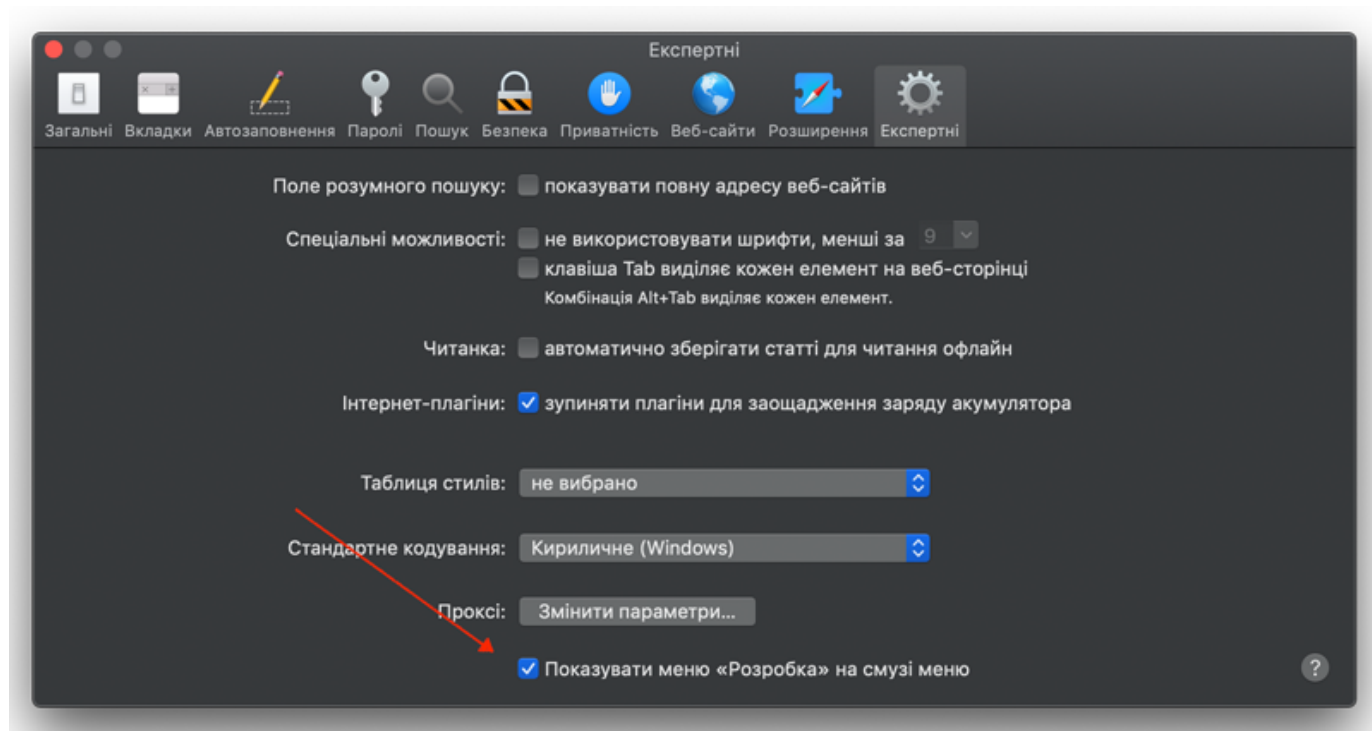 Експертні
Загальні Вкладки Автозаповнення Паролі Пошук Безпека Приватність Веб-сайти Розширення Експертні
Поле розумного пошуку: показувати повну адресу веб-сайтів
Спеціальні можливості: не використовувати шрифти, менші за 9
клавіша Tab виділяє кожен елемент на веб-сторінці
Комбінація Alt+Tab виділяє кожен елемент.
Читанка: автоматично зберігати статті для читання офлайн
Інтернет-плагіни: зупиняти плагіни для заощадження заряду акумулятора
Таблиця стилів: не вибрано
Стандартне кодування: Кириличне (Windows)
Проксі: Змінити параметри...
Показувати меню «Розробка» на смузі меню ?